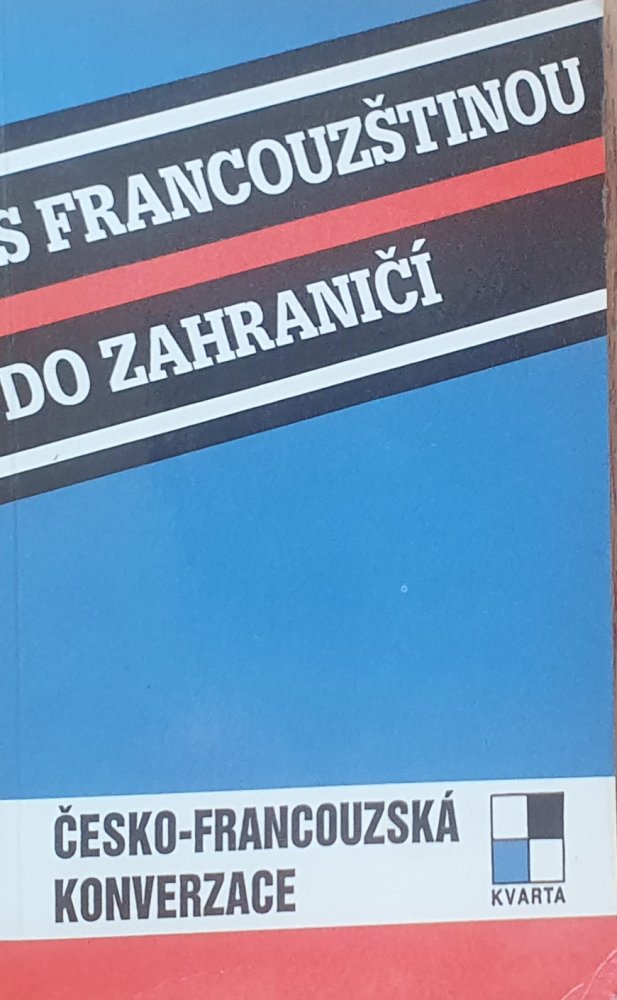 S FRANCOUZŠTINOU
DO ZAHRANIČÍ
ČESKO-FRANCOUZSKÁ
KONVERZACE
KVARTA